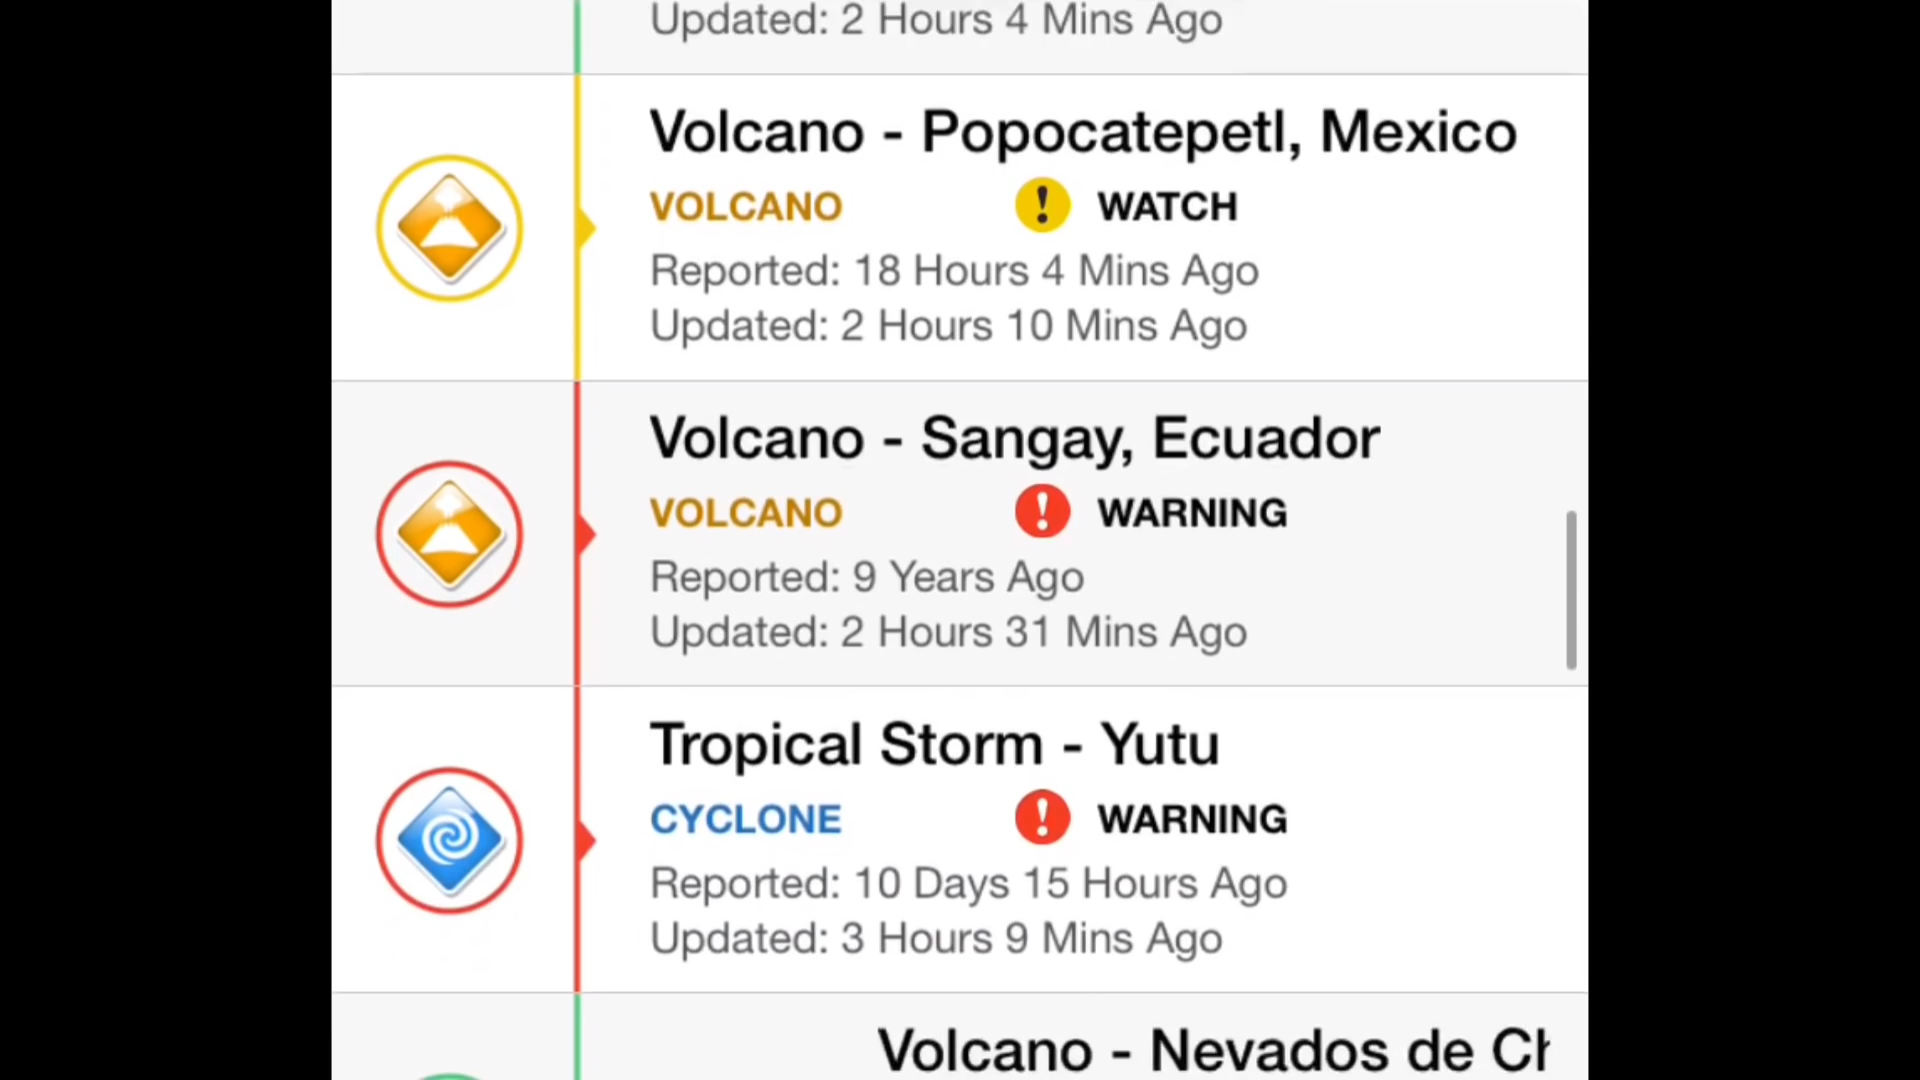 Updated: 2 Hours 4 Mins Ago
Volcano - Popocatepetl, Mexico
VOLCANO ! WATCH
Reported: 18 Hours 4 Mins Ago
Updated: 2 Hours 10 Mins Ago
Volcano - Sangay, Ecuador
VOLCANO ! WARNING
Reported: 9 Years Ago
Updated: 2 Hours 31 Mins Ago
Tropical Storm - Yutu
CYCLONE ! WARNING
Reported: 10 Days 15 Hours Ago
Updated: 3 Hours 9 Mins Ago
Volcano - Nevados de